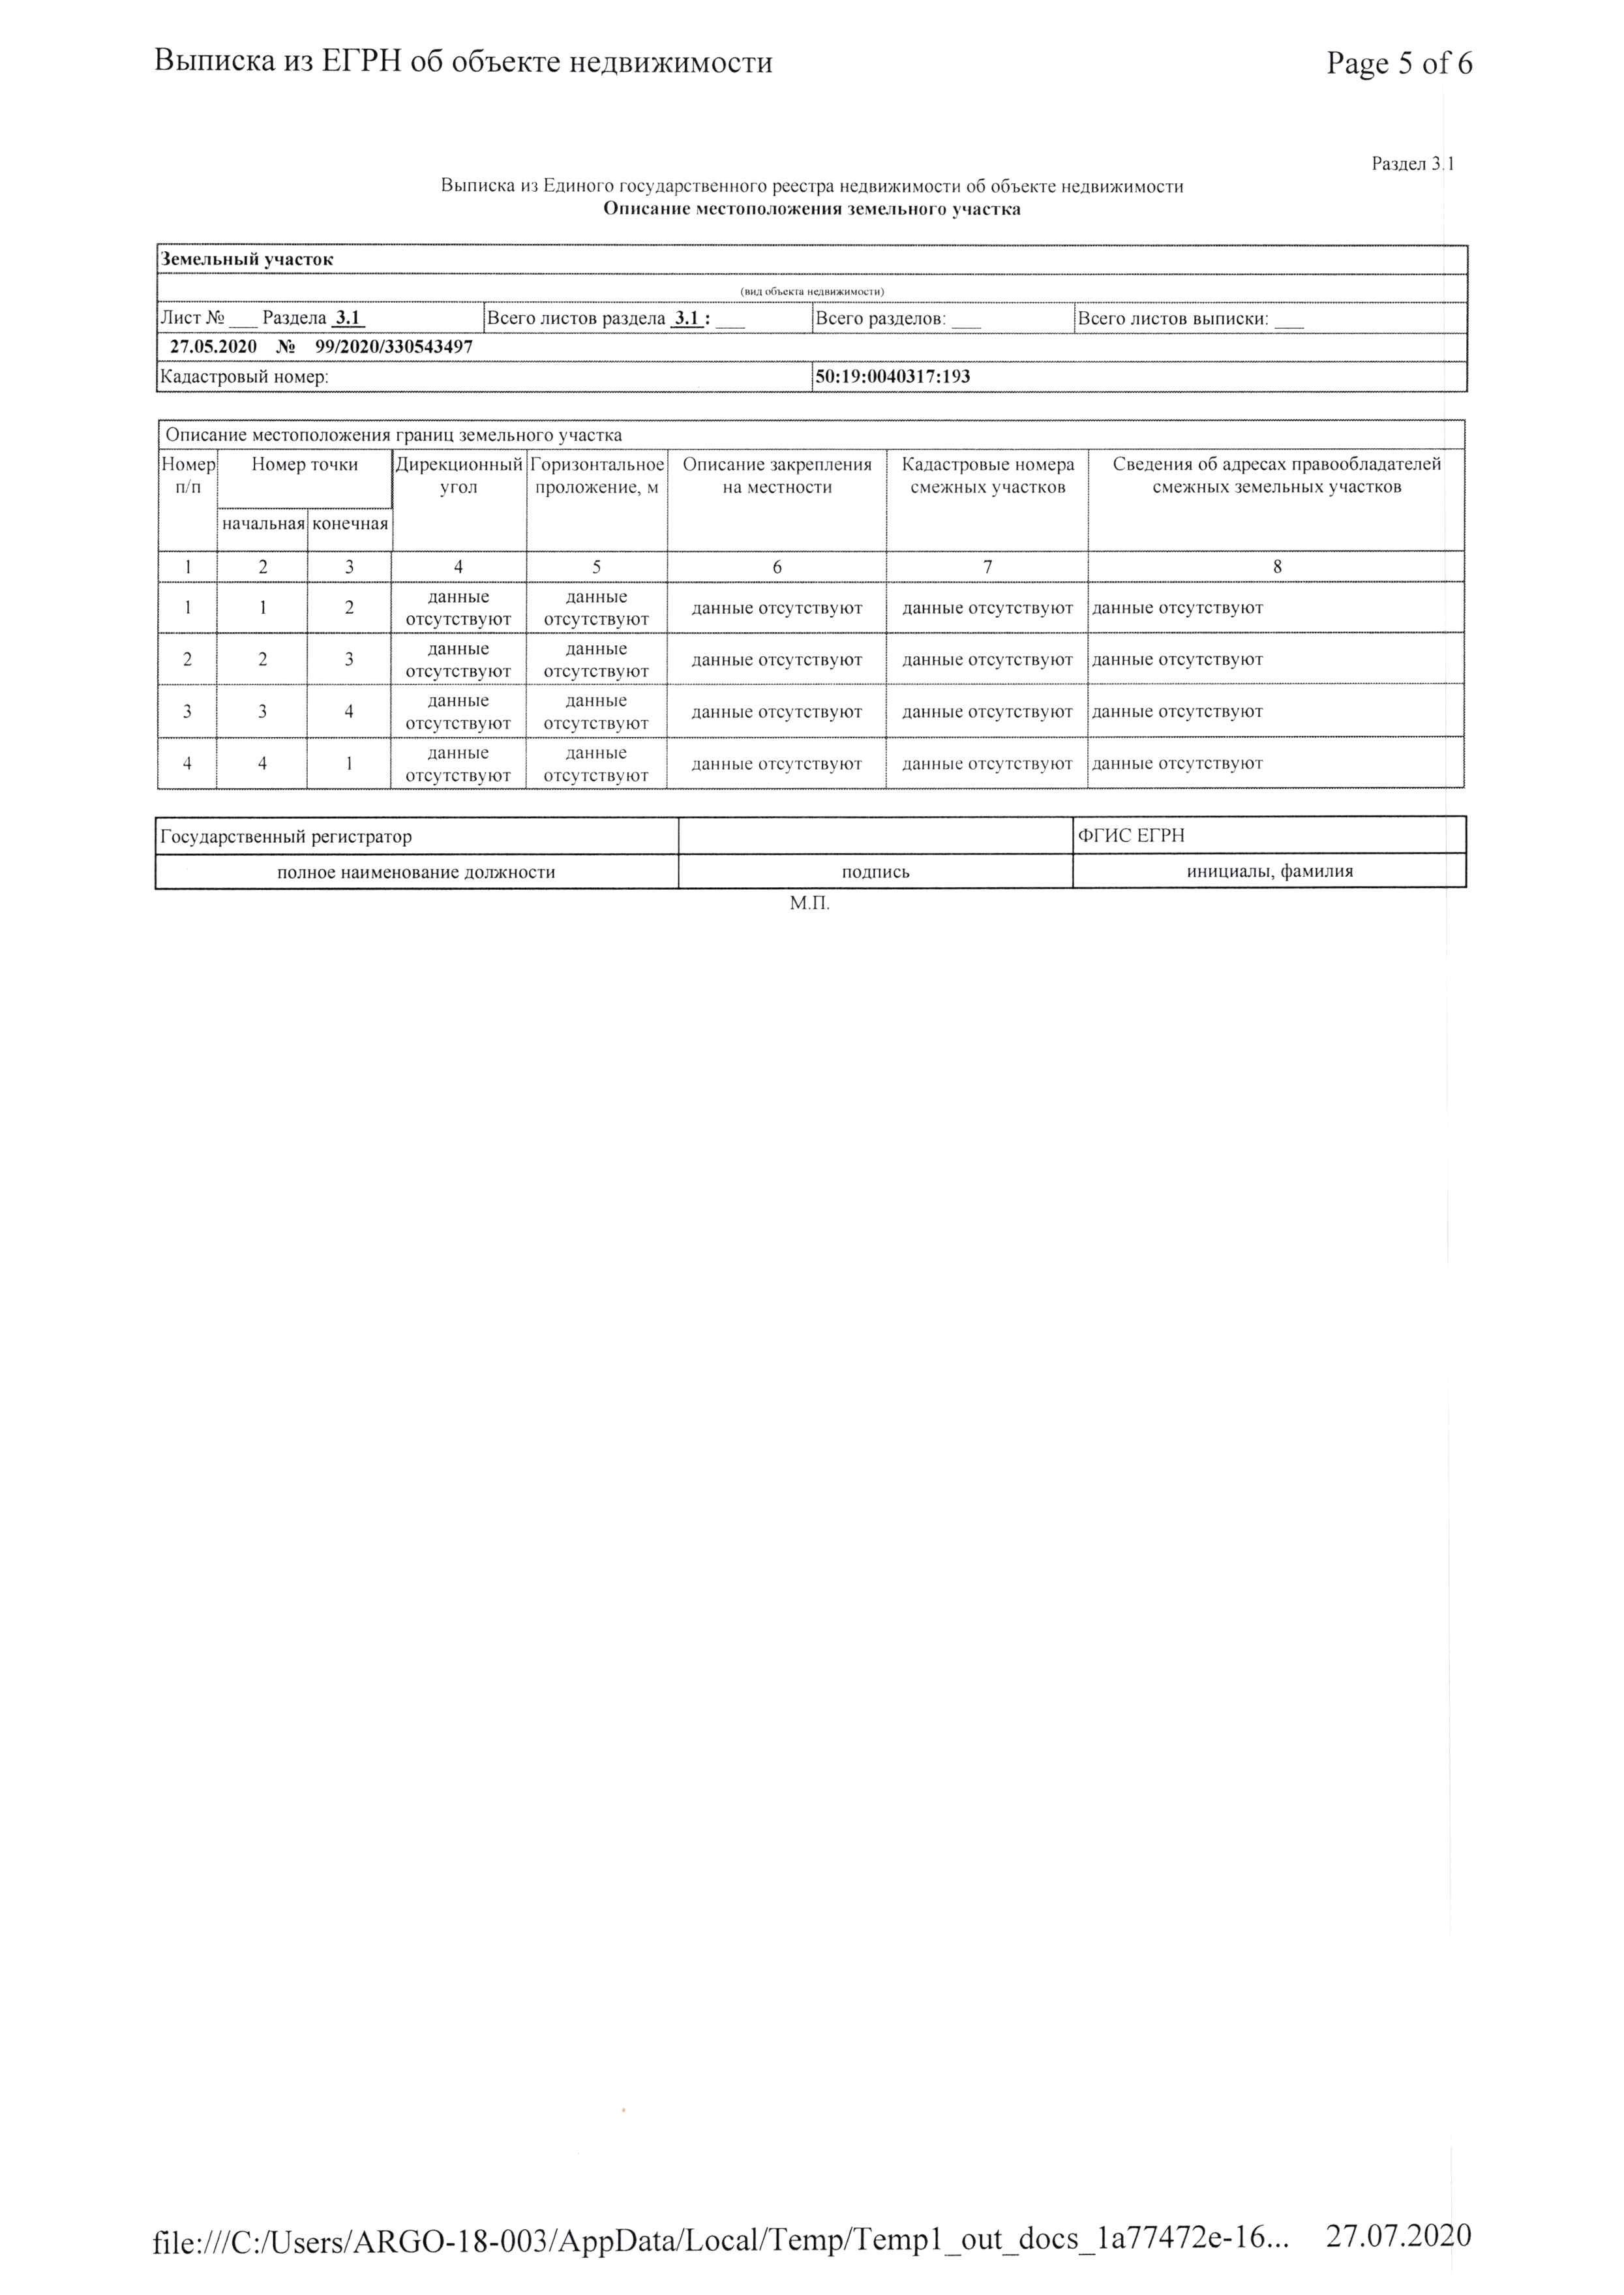 Выписка из ЕГРН об объекте недвижимости Page 5 of 6
Раздел 3.1
Выписка из Единого государственного реестра недвижимости об объекте недвижимости
Описание местоположения земельного участка
Земельный участок
(вид объекта недвижимости)
Лист № ___ Раздела 3.1 Всего листов раздела 3.1 : ___ Всего разделов: ___ Всего листов выписки: ___
27.05.2020 № 99/2020/330543497
Кадастровый номер: 50:19:0040317:193
Описание местоположения границ земельного участка
Номер Номер точки Дирекционный Горизонтальное Описание закрепления Кадастровые номера Сведения об адресах правообладателей
п/п угол проложение, м на местности смежных участков смежных земельных участков
начальная конечная
1 2 3 4 5 6 7 8
данные данные
1 1 2 отсутствуют отсутствуют данные отсутствуют данные отсутствуют данные отсутствуют
данные данные
2 2 3 отсутствуют отсутствуют данные отсутствуют данные отсутствуют данные отсутствуют
данные данные
3 3 4 отсутствуют отсутствуют данные отсутствуют данные отсутствуют данные отсутствуют
данные данные
4 4 1 отсутствуют отсутствуют данные отсутствуют данные отсутствуют данные отсутствуют
Государственный регистратор ФГИС ЕГРН
полное наименование должности подпись инициалы, фамилия
М.П.
file:///C:/Users/ARGO-18-003/AppData/Local/Temp/Temp1_out_docs_1a77472e-16... 27.07.2020